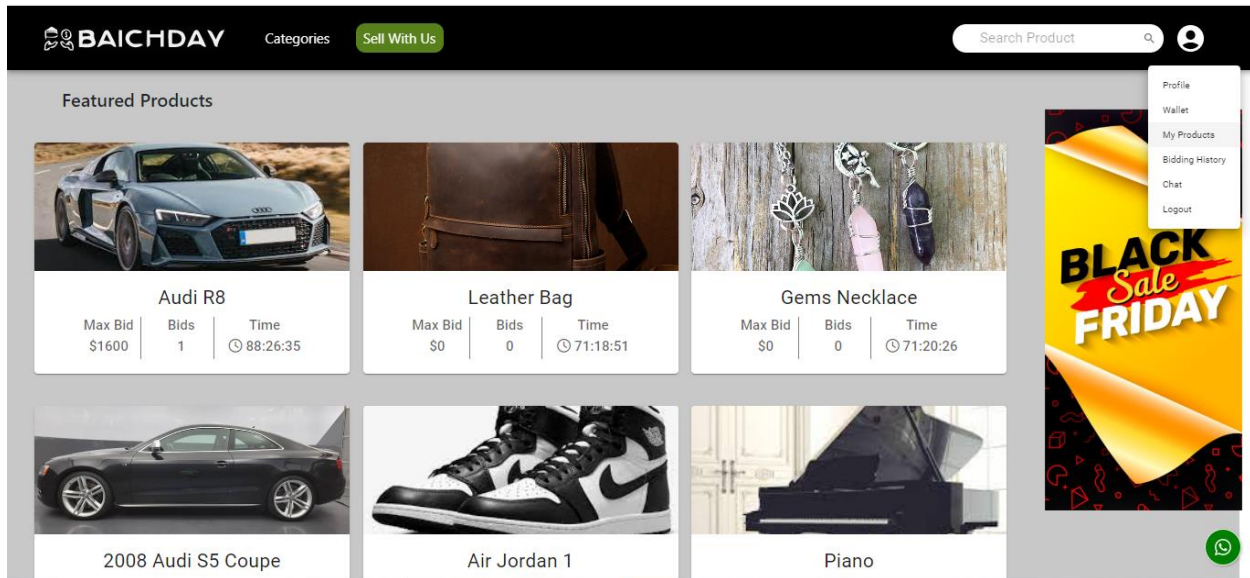 BAICHDAY
Categories
Sell With Us
Search Product
Profile
Wallet
My Products
Bidding History
Chat
Logout
Featured Products
Audi R8
Max Bid Bids Time
$1600 1 88:26:35
Leather Bag
Max Bid Bids Time
$0 0 71:18:51
Gems Necklace
Max Bid Bids Time
$0 0 71:20:26
BLACK
Sale
FRIDAY
2008 Audi S5 Coupe
Air Jordan 1
Piano